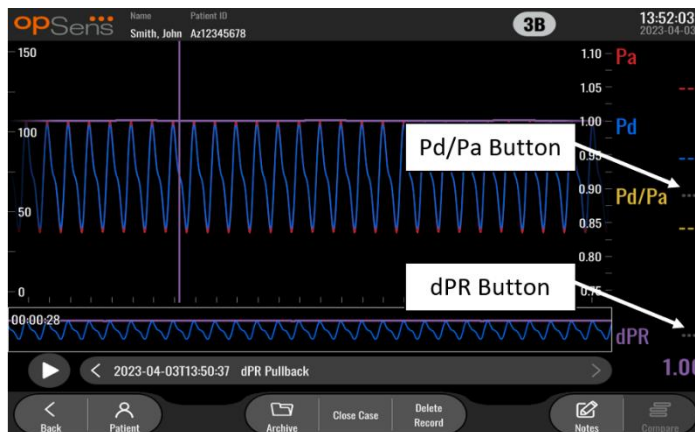 opSens
Name
Patient ID
Smith, John
Az12345678
3B
13:52:03
2023-04-03
150
100
50
0
1.10
1.05
1.00
0.95
0.90
0.85
0.80
0.75
Pa
--
Pd
--
Pd/Pa
--
Pd/Pa Button
dPR Button
dPR
1.00
00:00:28
2023-04-03T13:50:37 dPR Pullback
Back
Patient
Archive
Close Case
Delete
Record
Notes
Compare